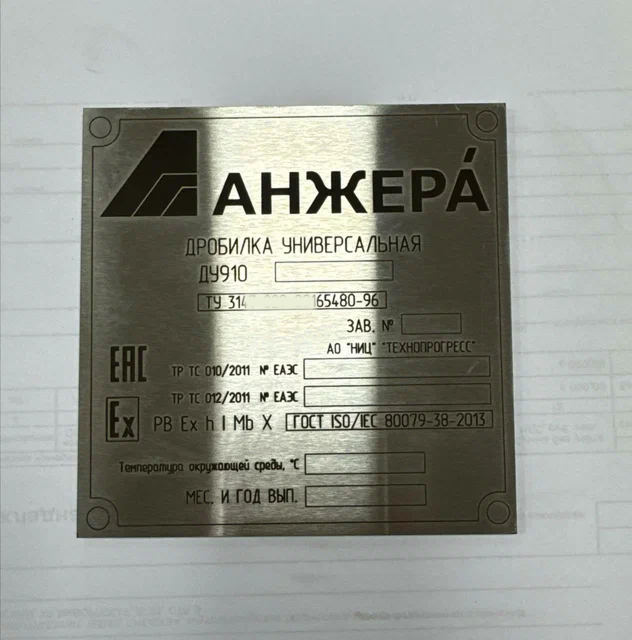 АНЖЕРА́
ДРОБИЛКА УНИВЕРСАЛЬНАЯ
ДУ910
ТУ 314 65480-96
ЗАВ. №
АО "НИЦ" "ТЕХНОПРОГРЕСС"
EAC ТР ТС 010/2011 № ЕАЭС
ТР ТС 012/2011 № ЕАЭС
Ex РВ Ex h I Mb X ГОСТ ISO/IEC 80079-38-2013
Температура окружающей среды, °С
МЕС. И ГОД ВЫП.